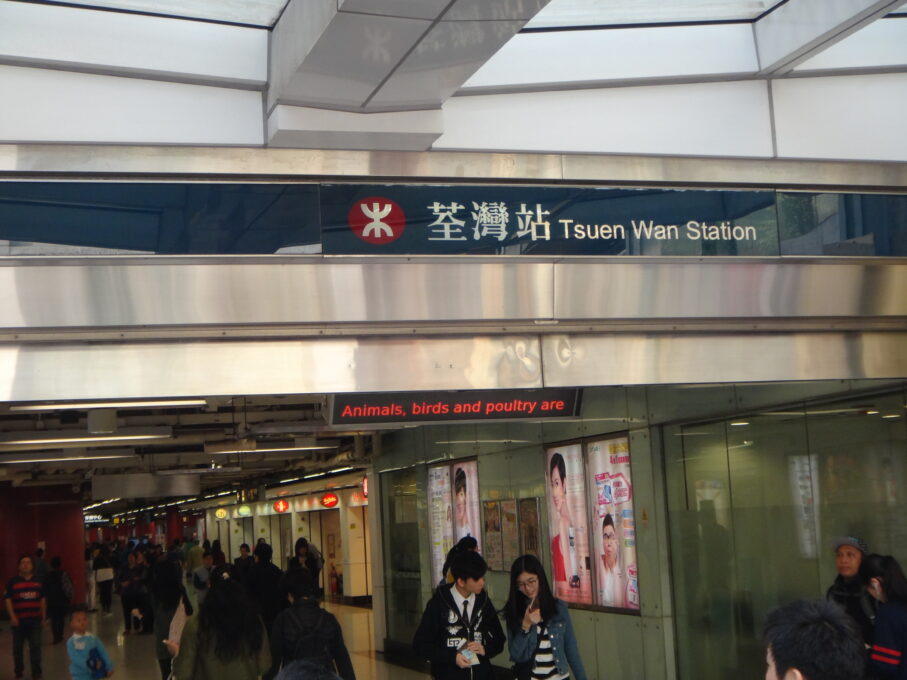 荃灣站 Tsuen Wan Station
Animals, birds and poultry are